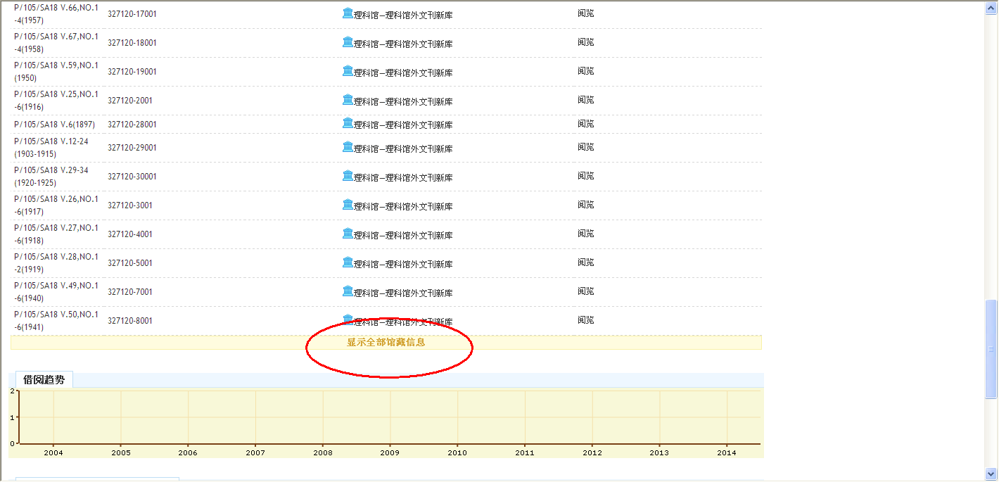 P/105/SA18 V.66,NO.1
-4(1957)
327120-17001
理科馆—理科馆外文刊新库
阅览
P/105/SA18 V.67,NO.1
-4(1958)
327120-18001
理科馆—理科馆外文刊新库
阅览
P/105/SA18 V.59,NO.1
(1950)
327120-19001
理科馆—理科馆外文刊新库
阅览
P/105/SA18 V.25,NO.1
-6(1916)
327120-2001
理科馆—理科馆外文刊新库
阅览
P/105/SA18 V.6(1897)
327120-28001
理科馆—理科馆外文刊新库
阅览
P/105/SA18 V.12-24
(1903-1915)
327120-29001
理科馆—理科馆外文刊新库
阅览
P/105/SA18 V.29-34
(1920-1925)
327120-30001
理科馆—理科馆外文刊新库
阅览
P/105/SA18 V.26,NO.1
-6(1917)
327120-3001
理科馆—理科馆外文刊新库
阅览
P/105/SA18 V.27,NO.1
-6(1918)
327120-4001
理科馆—理科馆外文刊新库
阅览
P/105/SA18 V.28,NO.1
-2(1919)
327120-5001
理科馆—理科馆外文刊新库
阅览
P/105/SA18 V.49,NO.1
-6(1940)
327120-7001
理科馆—理科馆外文刊新库
阅览
P/105/SA18 V.50,NO.1
-6(1941)
327120-8001
理科馆—理科馆外文刊新库
阅览
显示全部馆藏信息
借阅趋势
2
1
0
2004 2005 2006 2007 2008 2009 2010 2011 2012 2013 2014